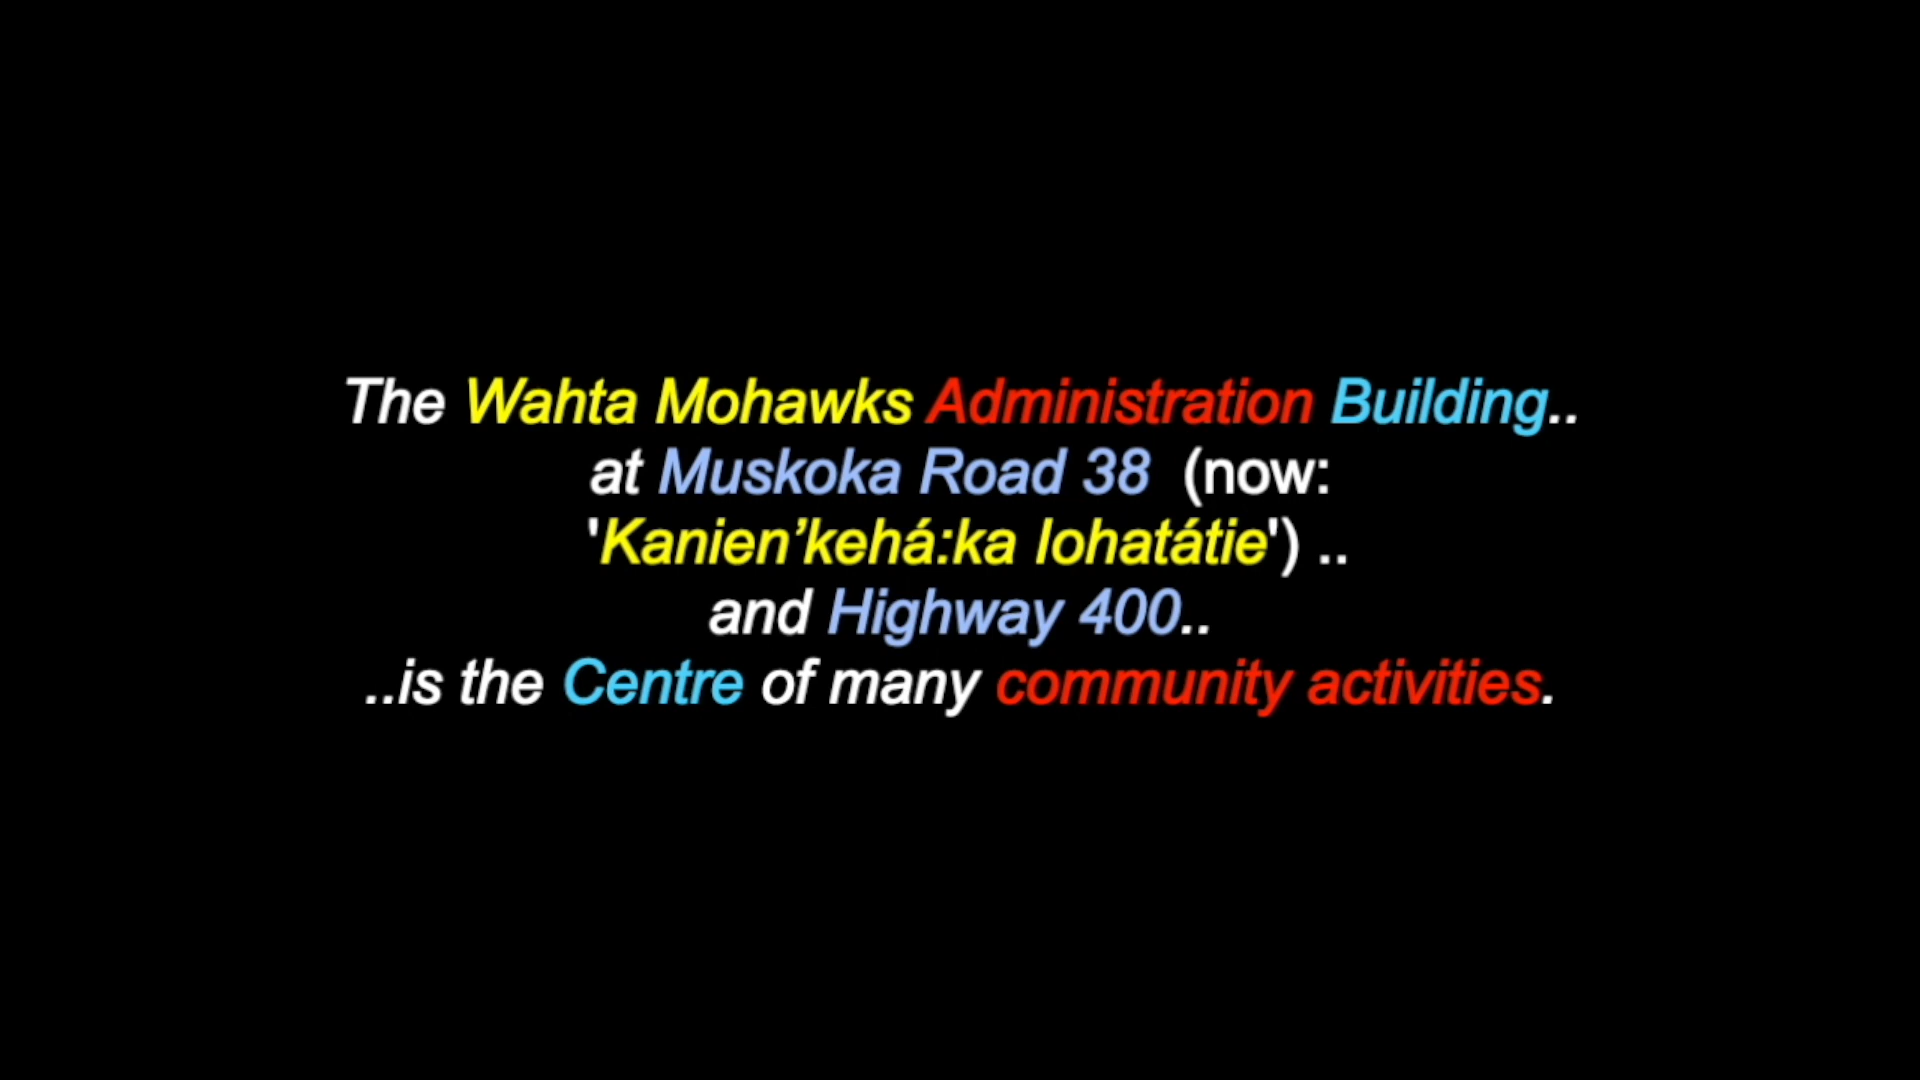 The Wahta Mohawks Administration Building..
at Muskoka Road 38  (now:
'Kanien’kehá:ka Iohatátie') ..
and Highway 400..
..is the Centre of many community activities.